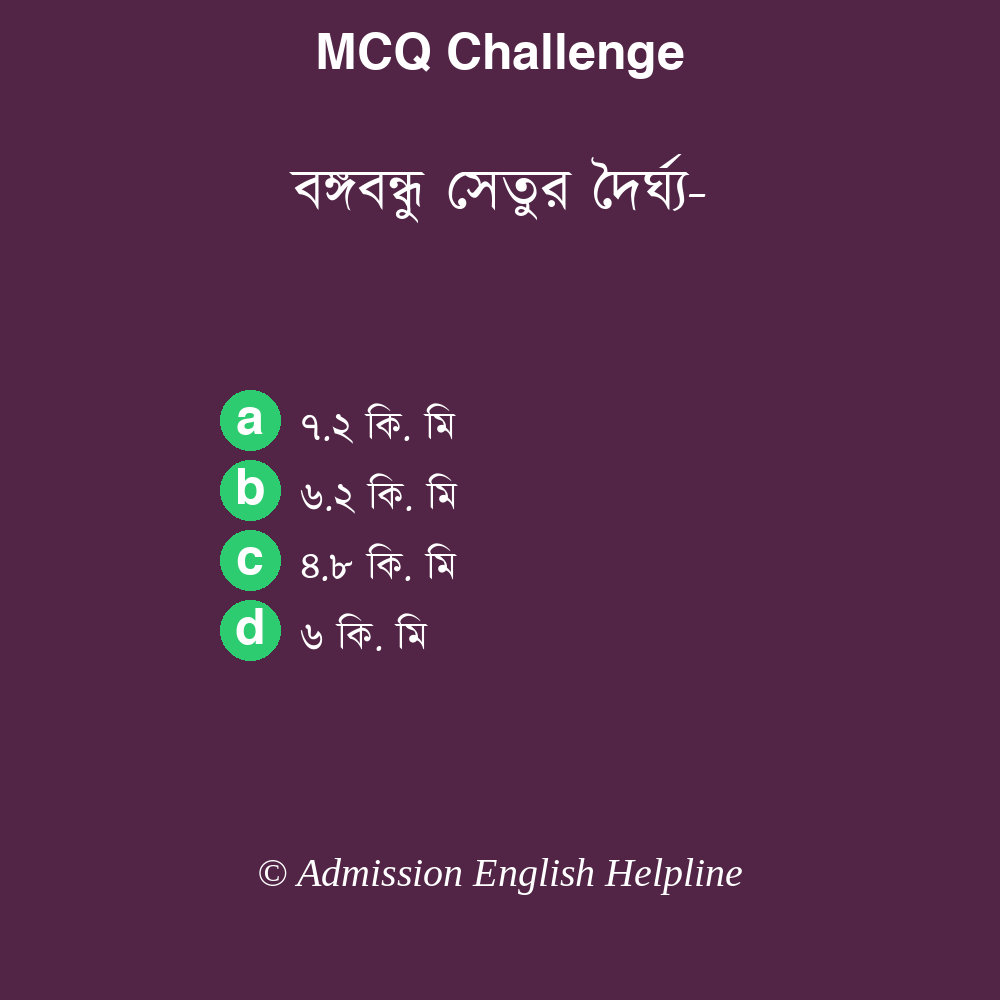 MCQ Challenge
বঙ্গবন্ধু সেতুর দৈর্ঘ্য-
a ৭.২ কি. মি
b ৬.২ কি. মি
c ৪.৮ কি. মি
d ৬ কি. মি
© Admission English Helpline